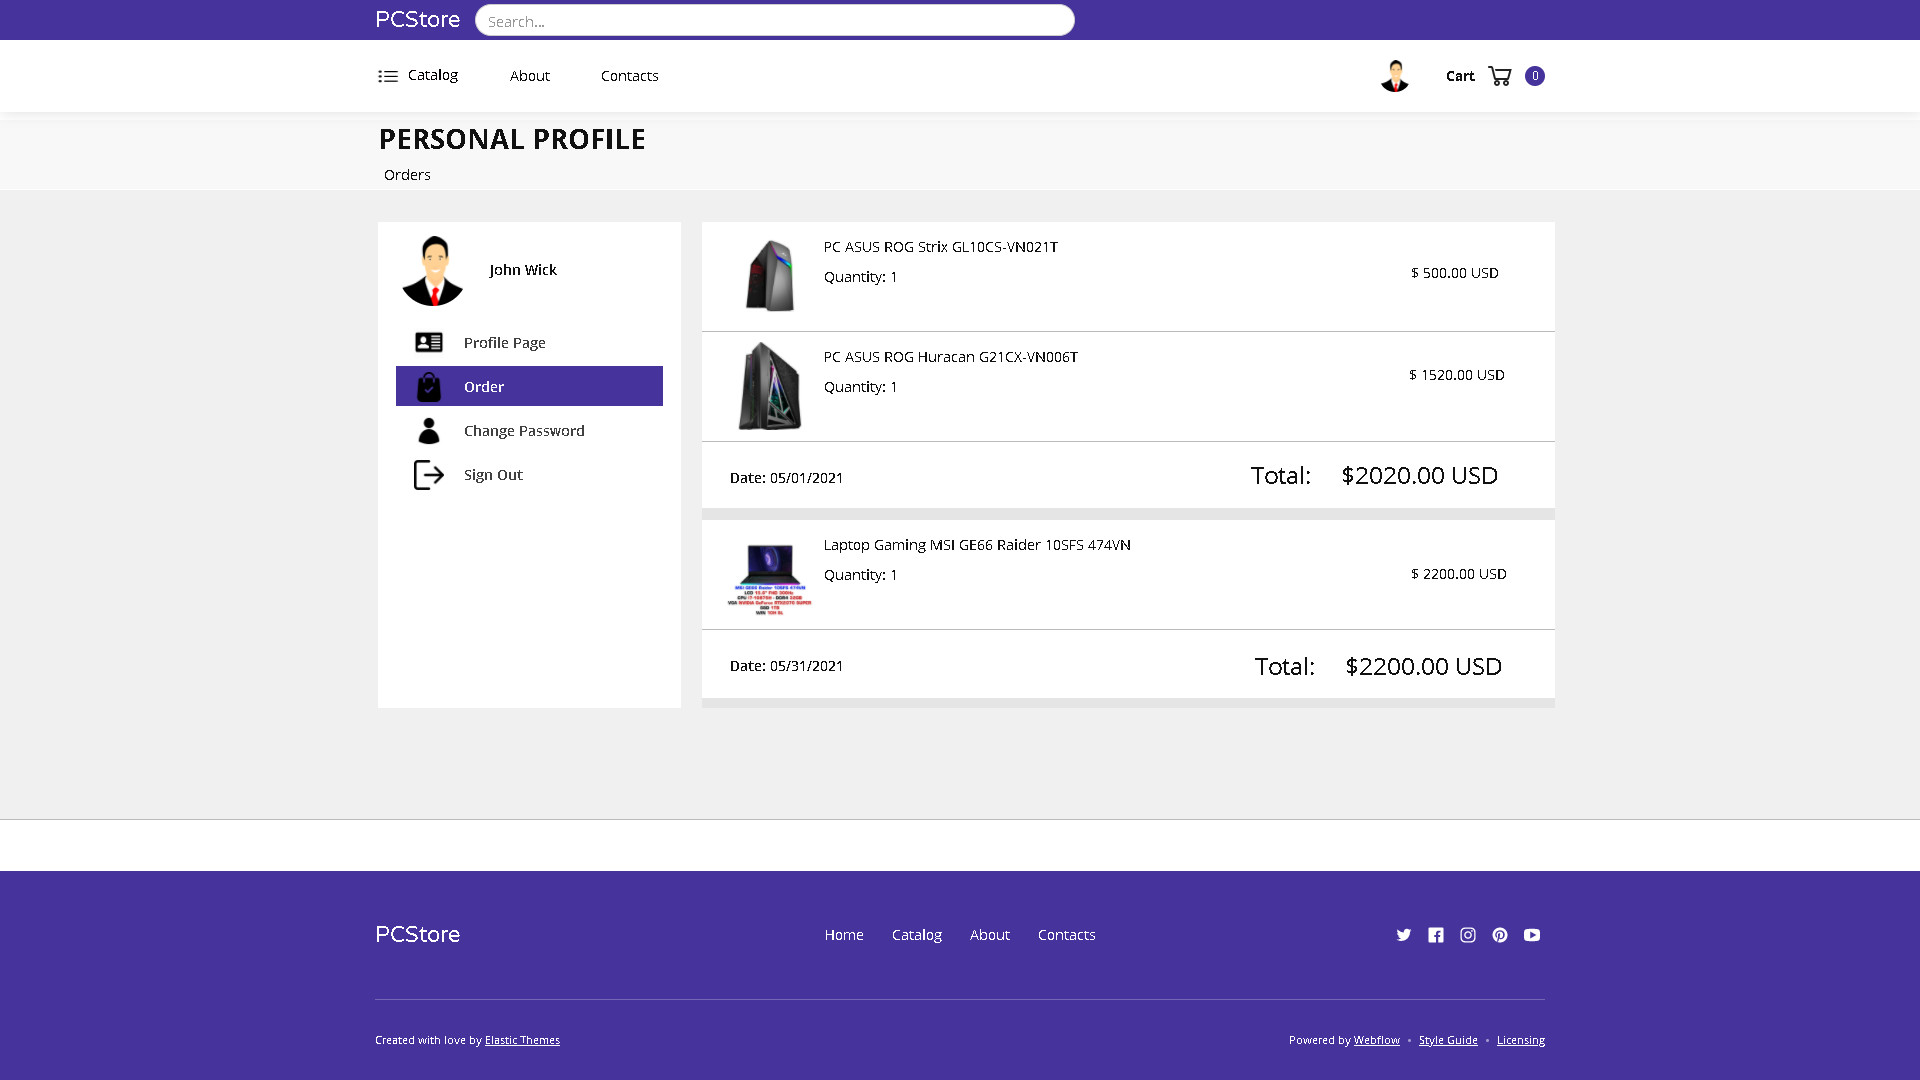 PCStore
Search...
Catalog
About
Contacts
Cart
0
PERSONAL PROFILE
Orders
John Wick
Profile Page
Order
Change Password
Sign Out
PC ASUS ROG Strix GL10CS-VN021T
Quantity: 1
$ 500.00 USD
PC ASUS ROG Huracan G21CX-VN006T
Quantity: 1
$ 1520.00 USD
Date: 05/01/2021
Total: $2020.00 USD
Laptop Gaming MSI GE66 Raider 10SFS 474VN
Quantity: 1
$ 2200.00 USD
Date: 05/31/2021
Total: $2200.00 USD
PCStore
Home
Catalog
About
Contacts
Created with love by Elastic Themes
Powered by Webflow • Style Guide • Licensing